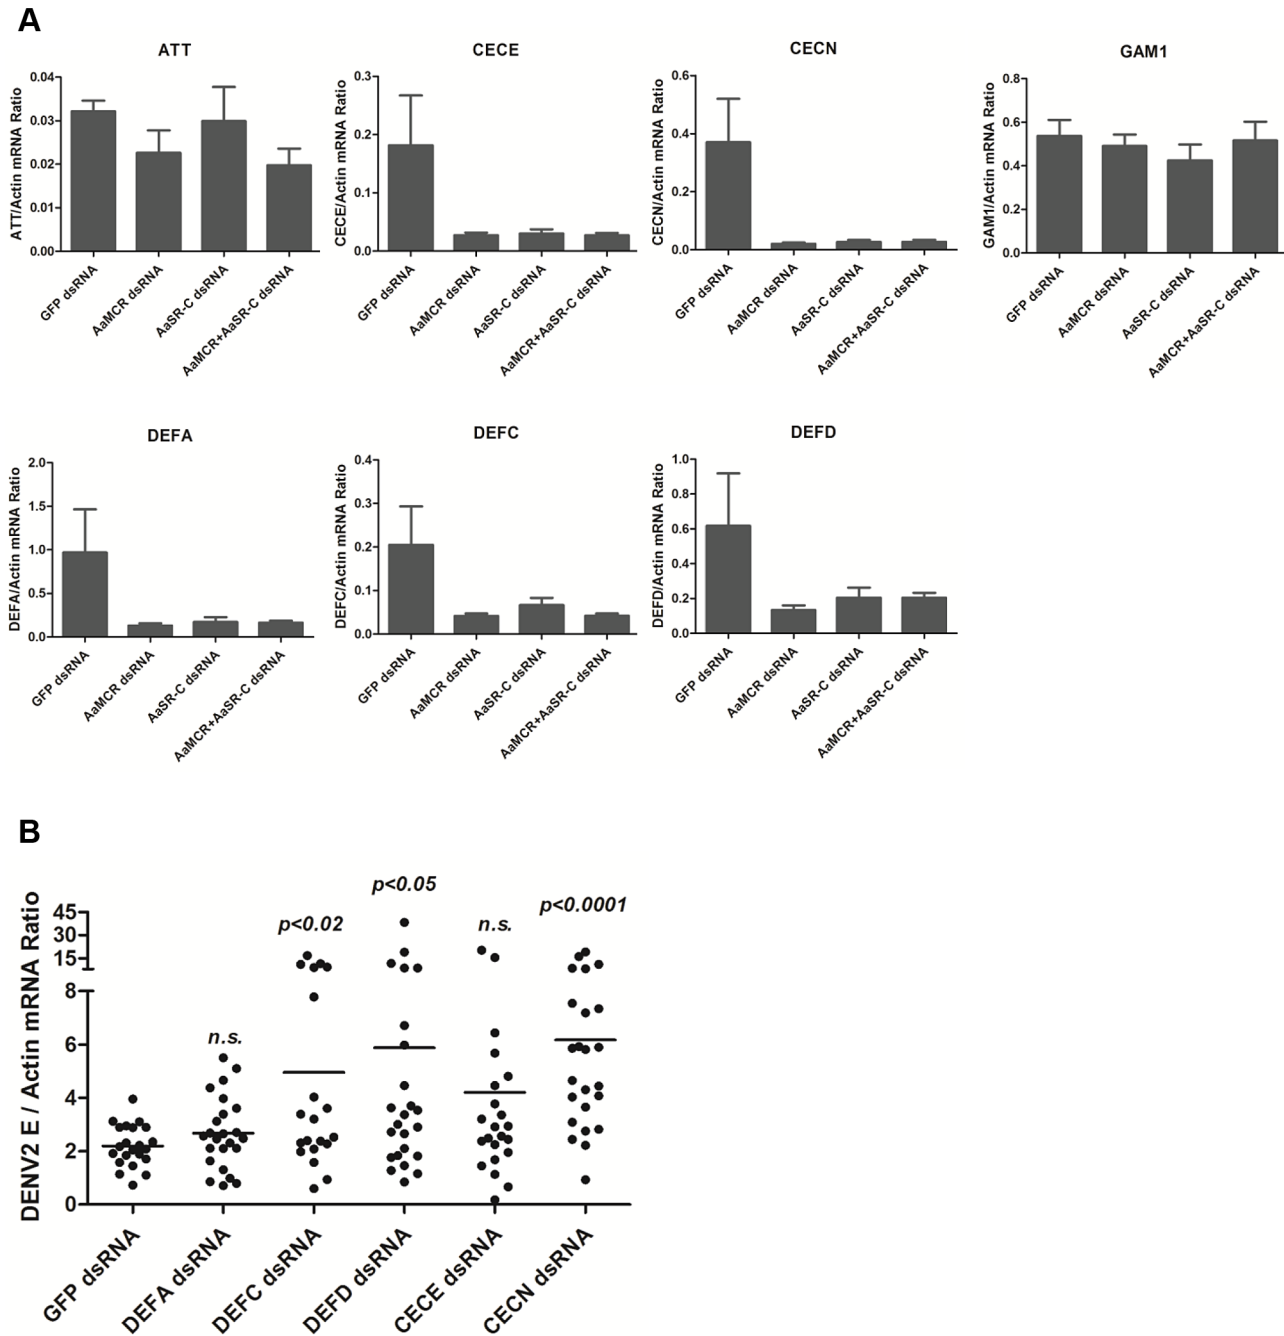 A
ATT
ATT/Actin mRNA Ratio
0.04
0.03
0.02
0.01
0.00
GFP dsRNA
AaMCR dsRNA
AaSR-C dsRNA
AaMCR+AaSR-C dsRNA
CECE
CECE/Actin mRNA Ratio
0.3
0.2
0.1
0.0
GFP dsRNA
AaMCR dsRNA
AaSR-C dsRNA
AaMCR+AaSR-C dsRNA
CECN
CECN/Actin mRNA Ratio
0.6
0.4
0.2
0.0
GFP dsRNA
AaMCR dsRNA
AaSR-C dsRNA
AaMCR+AaSR-C dsRNA
GAM1
GAM1/Actin mRNA Ratio
0.8
0.6
0.4
0.2
0.0
GFP dsRNA
AaMCR dsRNA
AaSR-C dsRNA
AaMCR+AaSR-C dsRNA
DEFA
DEFA/Actin mRNA Ratio
2.0
1.5
1.0
0.5
0.0
GFP dsRNA
AaMCR dsRNA
AaSR-C dsRNA
AaMCR+AaSR-C dsRNA
DEFC
DEFC/Actin mRNA Ratio
0.4
0.3
0.2
0.1
0.0
GFP dsRNA
AaMCR dsRNA
AaSR-C dsRNA
AaMCR+AaSR-C dsRNA
DEFD
DEFD/Actin mRNA Ratio
1.0
0.8
0.6
0.4
0.2
0.0
GFP dsRNA
AaMCR dsRNA
AaSR-C dsRNA
AaMCR+AaSR-C dsRNA
B
DENV2 E / Actin mRNA Ratio
45
30
15
8
6
4
2
0
n.s.
p<0.02
p<0.05
n.s.
p<0.0001
GFP dsRNA
DEFA dsRNA
DEFC dsRNA
DEFD dsRNA
CECE dsRNA
CECN dsRNA